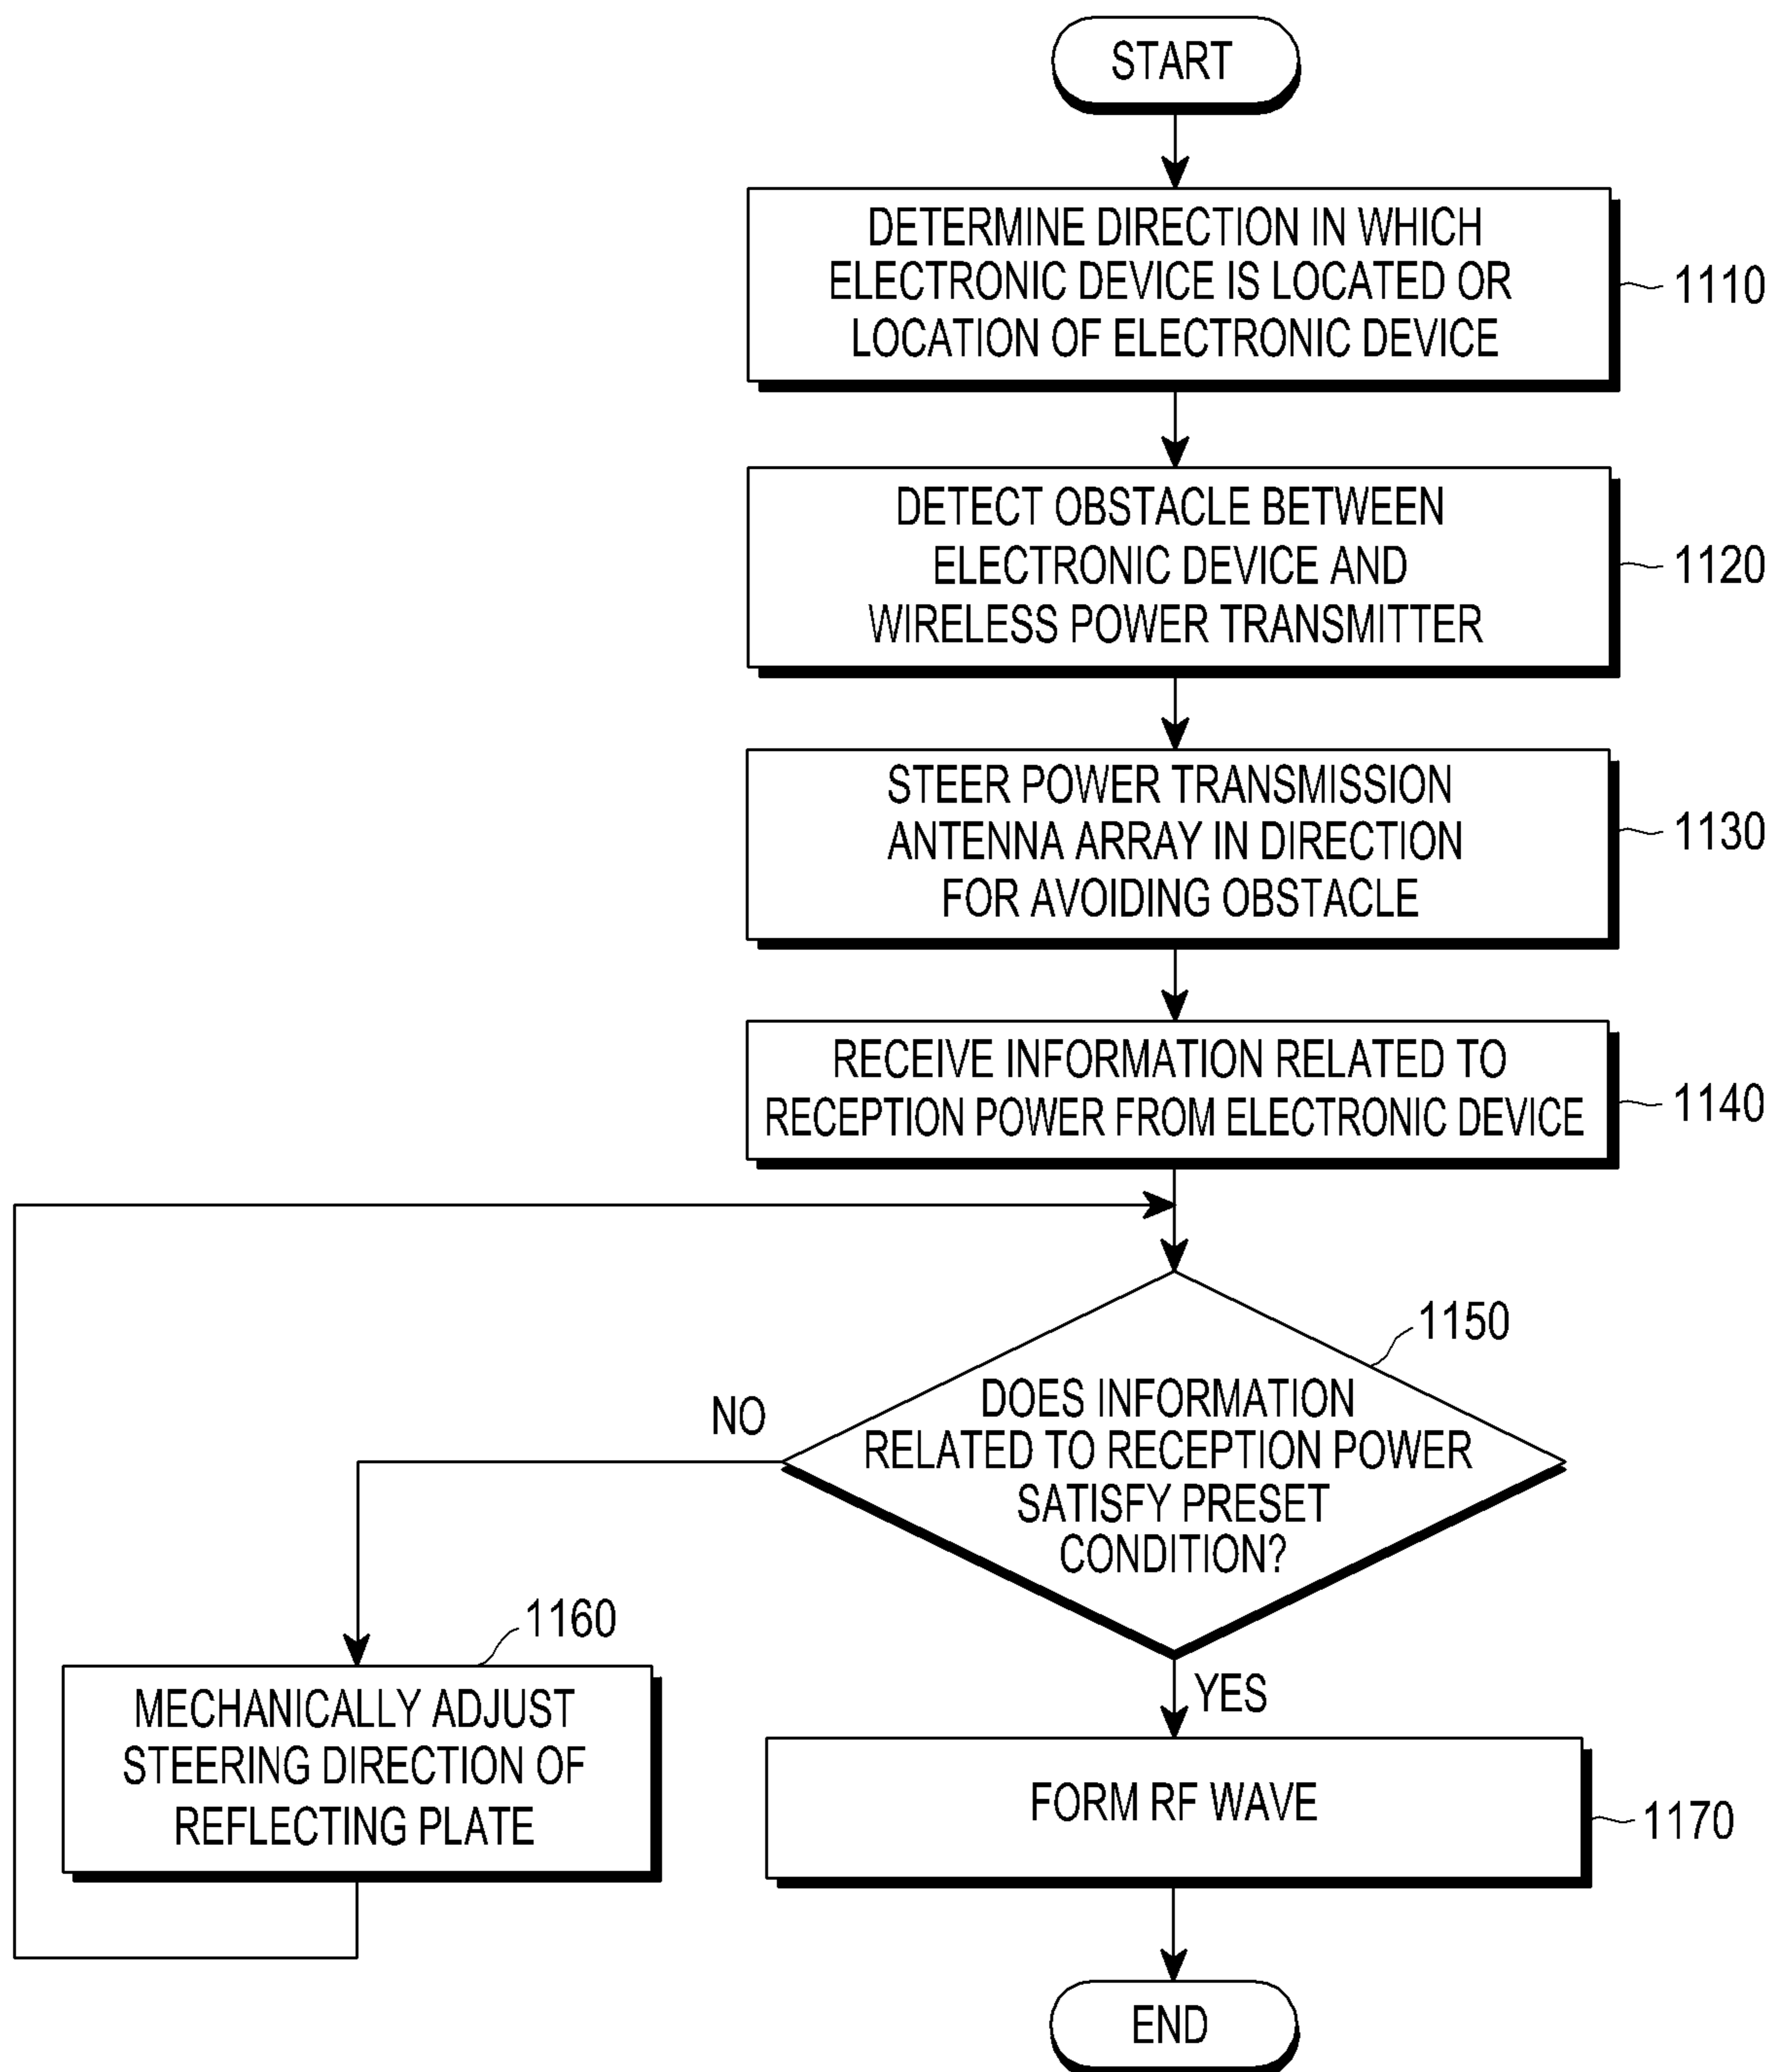 START
DETERMINE DIRECTION IN WHICH
ELECTRONIC DEVICE IS LOCATED OR
LOCATION OF ELECTRONIC DEVICE
1110
DETECT OBSTACLE BETWEEN
ELECTRONIC DEVICE AND
WIRELESS POWER TRANSMITTER
1120
STEER POWER TRANSMISSION
ANTENNA ARRAY IN DIRECTION
FOR AVOIDING OBSTACLE
1130
RECEIVE INFORMATION RELATED TO
RECEPTION POWER FROM ELECTRONIC DEVICE
1140
1150
DOES INFORMATION
RELATED TO RECEPTION POWER
SATISFY PRESET
CONDITION?
NO
1160
MECHANICALLY ADJUST
STEERING DIRECTION OF
REFLECTING PLATE
YES
FORM RF WAVE
1170
END